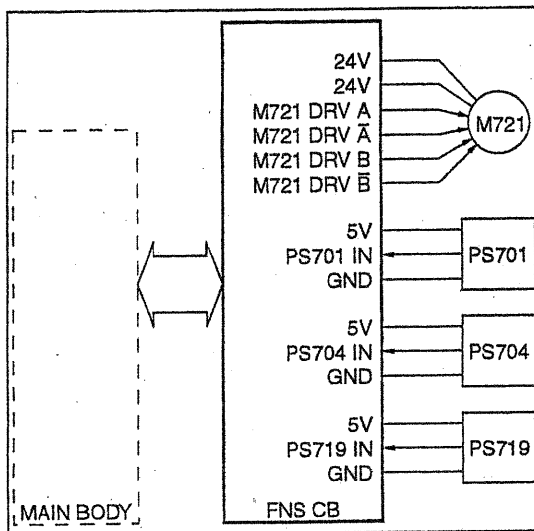 24V
24V
M721 DRV A
M721 DRV A̅
M721 DRV B
M721 DRV B̅
M721
5V
PS701 IN
GND
PS701
5V
PS704 IN
GND
PS704
5V
PS719 IN
GND
PS719
MAIN BODY
FNS CB